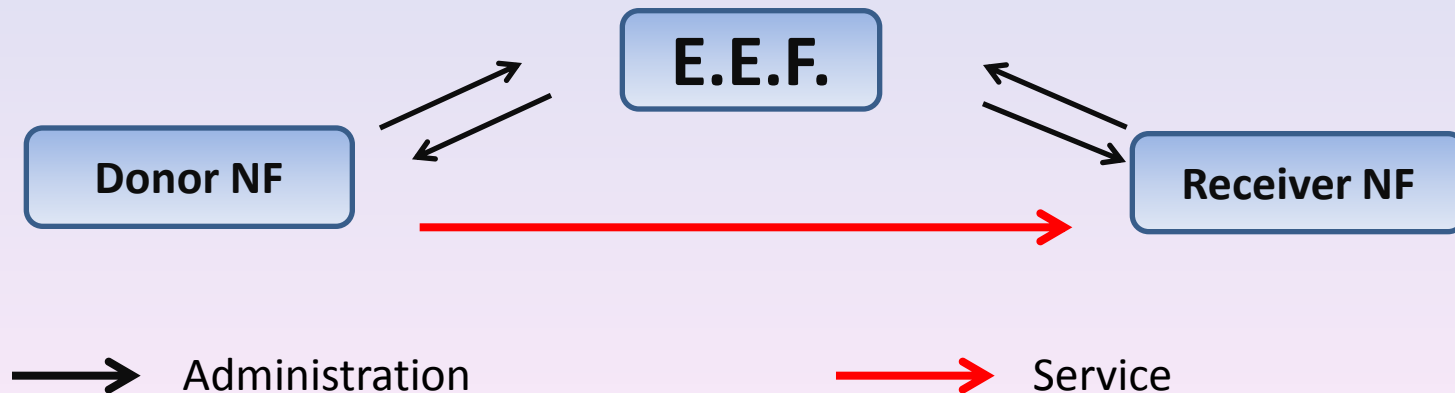 E.E.F.
Donor NF
Receiver NF
Administration
Service